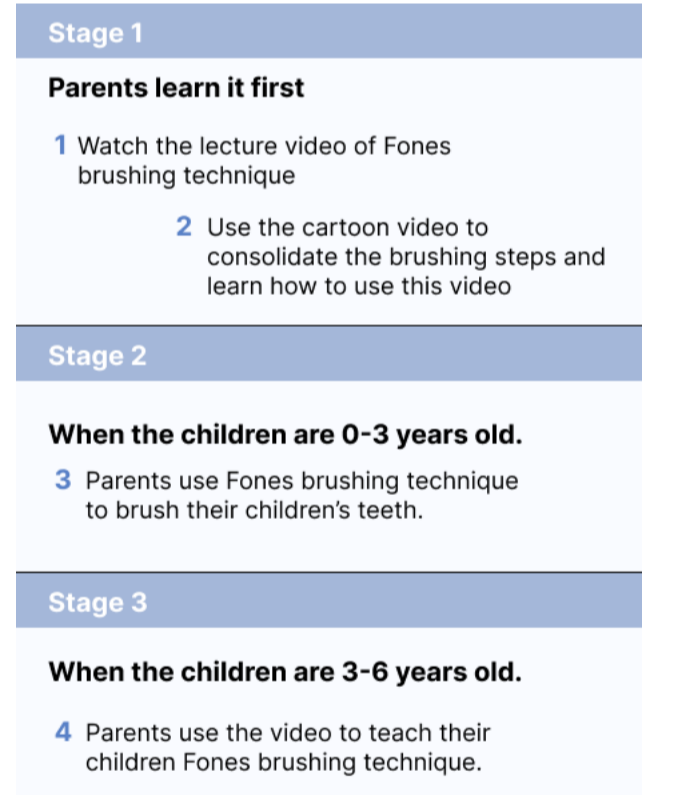 Stage 1
Parents learn it first
1 Watch the lecture video of Fones
brushing technique
2 Use the cartoon video to
consolidate the brushing steps and
learn how to use this video
Stage 2
When the children are 0-3 years old.
3 Parents use Fones brushing technique
to brush their children’s teeth.
Stage 3
When the children are 3-6 years old.
4 Parents use the video to teach their
children Fones brushing technique.